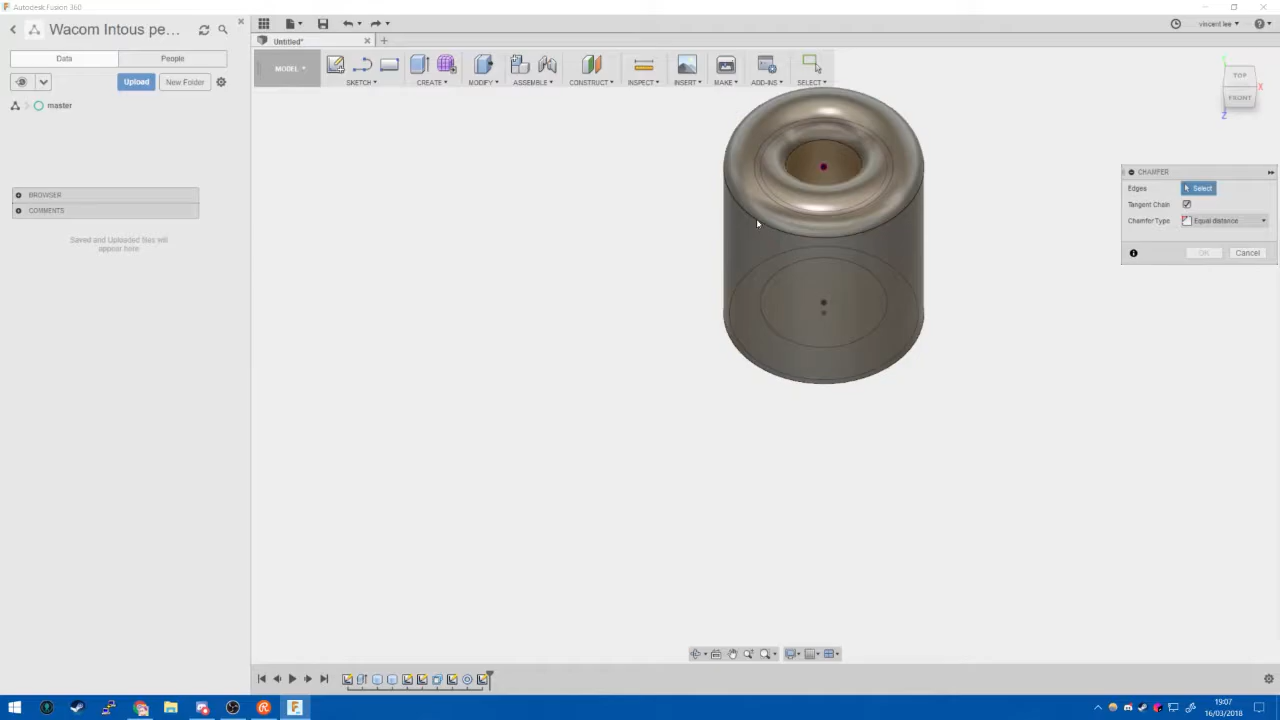 Autodesk Fusion 360
Wacom Intous pe...
Untitled*
vincent lee
Data
People
Upload
New Folder
master
MODEL
SKETCH
CREATE
MODIFY
ASSEMBLE
CONSTRUCT
INSPECT
INSERT
MAKE
ADD-INS
SELECT
TOP
FRONT
X
Y
Z
BROWSER
COMMENTS
Saved and Uploaded files will
appear here
CHAMFER
Edges
Select
Tangent Chain
Chamfer Type
Equal distance
OK
Cancel
19:07
16/03/2018